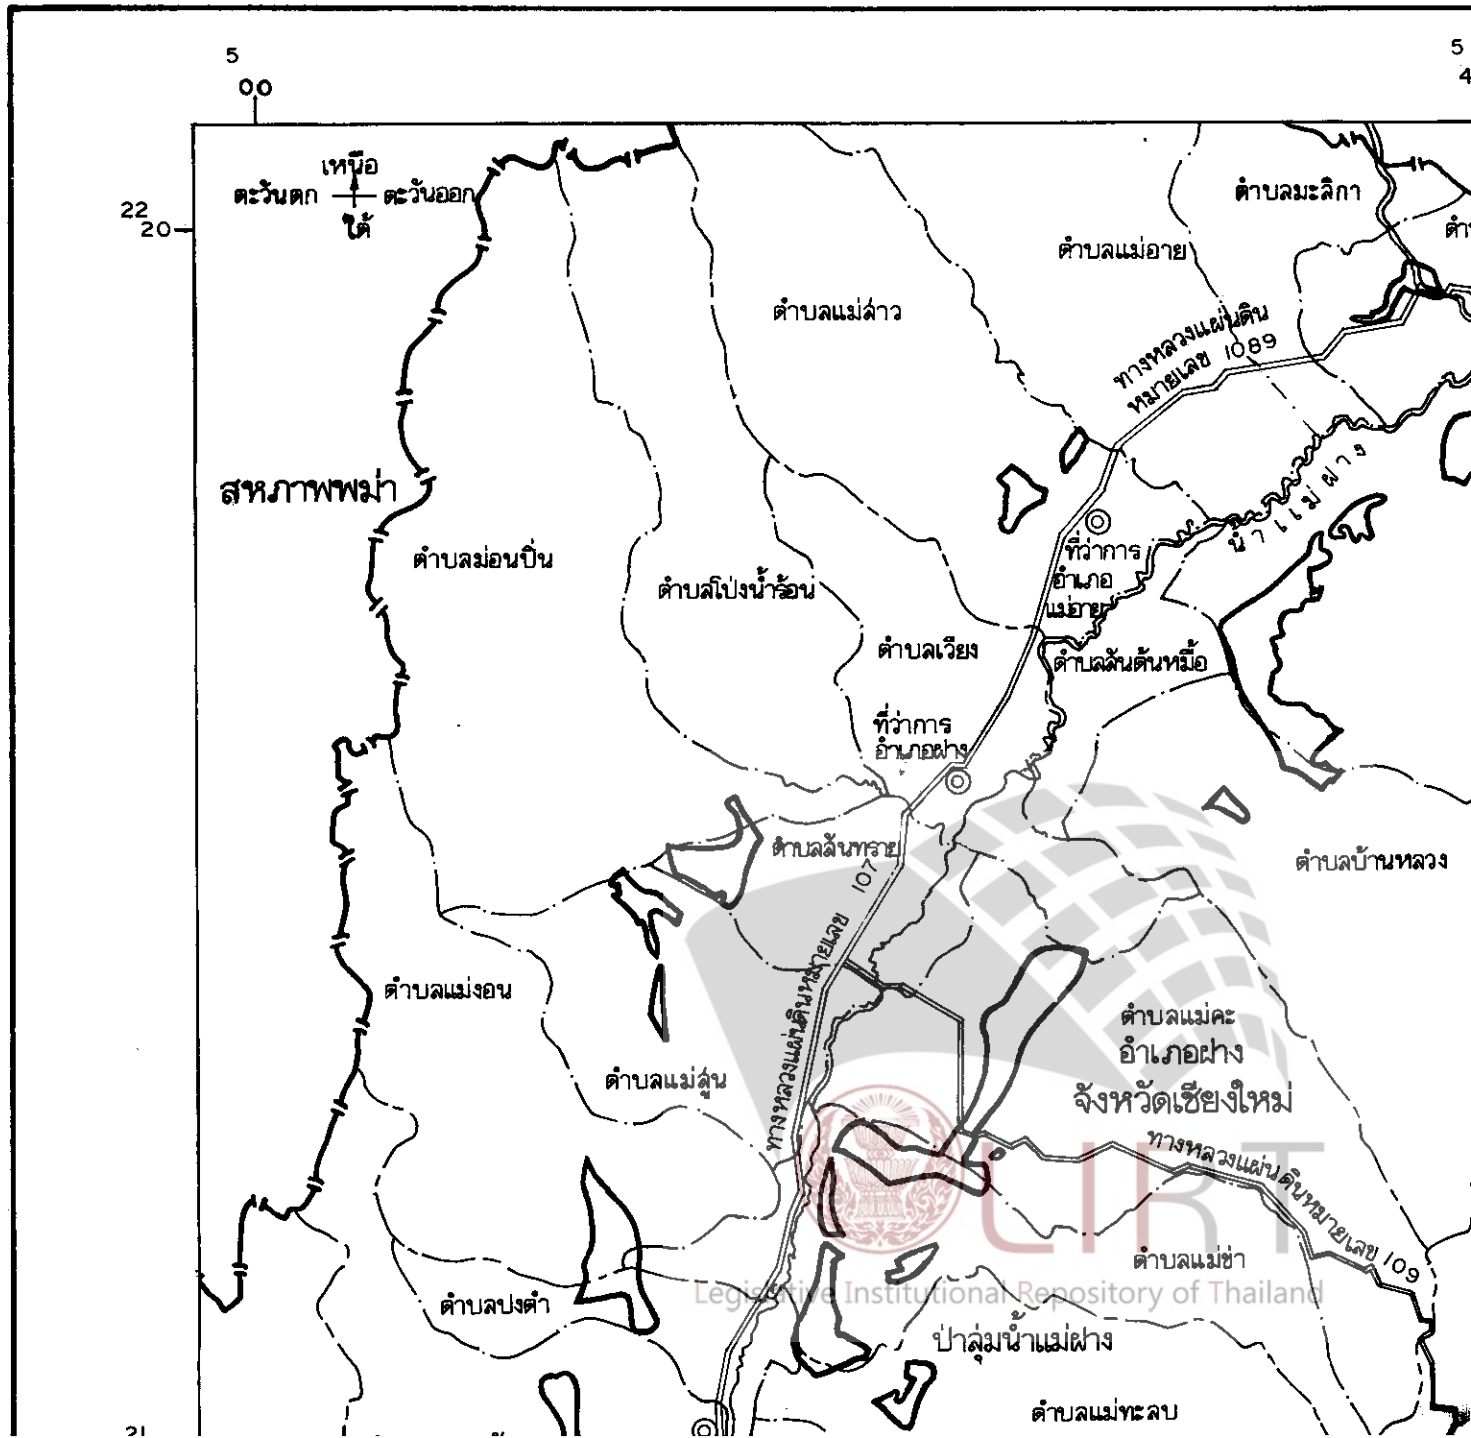 5
00
5
4
เหนือ
ตะวันตก
ตะวันออก
ใต้
22
20
ตำบลมะลิกา
ตำบลแม่อาย
ตำบลแม่สาว
ทางหลวงแผ่นดิน
หมายเลข 1089
สหภาพพม่า
น้ำแม่ฝาง
ตำบลม่อนปิ่น
ตำบลโป่งน้ำร้อน
ที่ว่าการ
อำเภอ
แม่อาย
ตำบลเวียง
ตำบลสันต้นหมื้อ
ที่ว่าการ
อำเภอฝาง
ตำบลสันทราย
ตำบลบ้านหลวง
ทางหลวงแผ่นดินหมายเลข 107
ตำบลแม่งอน
ตำบลแม่คะ
อำเภอฝาง
จังหวัดเชียงใหม่
ตำบลแม่สูน
ทางหลวงแผ่นดินหมายเลข 109
LIRT
ตำบลแม่ข่า
Legislative Institutional Repository of Thailand
ตำบลปงตำ
ป่าลุ่มน้ำแม่ฝาง
ตำบลแม่ทะลบ
21